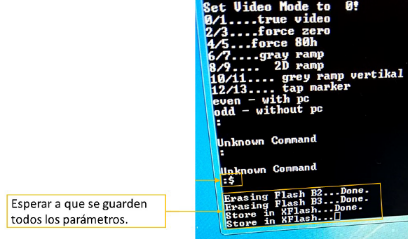 Set Video Mode to  0!
0/1....true video
2/3....force zero
4/5...force 80h
6/7....gray ramp
8/9....  2D ramp
10/11.... grey ramp vertikal
12/13.... tap marker
even - with pc
odd - without pc
:
Unknown Command
:
Unknown Command
:$
Erasing Flash B2...Done.
Erasing Flash B3...Done.
Store in XFlash...Done.
Store in XFlash...
Esperar a que se guarden
todos los parámetros.